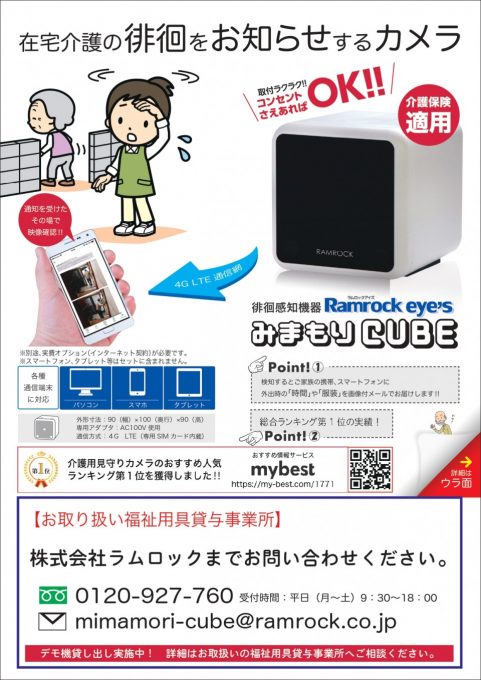 在宅介護の徘徊をお知らせするカメラ
取付ラクラク!!
コンセント
さえあれば
OK!!
介護保険
適用
通知を受けた
その場で
映像確認!!
RAMROCK
4G LTE 通信網
ラムロックアイズ
徘徊感知機器 Ramrock eye's
みまもりCUBE
※別途、実費オプション(インターネット契約)が必要です。
※スマートフォン、タブレット等はセットに含まれません。
各種
通信端末
に対応
パソコン
スマホ
タブレット
外形寸法:90(幅)×100(奥行)×90(高)
専用アダプタ:AC100V使用
通信方式:4G LTE(専用SIMカード内蔵)
Point!①
検知するとご家族の携帯、スマートフォンに
外出時の「時間」や「服装」を画像付メールでお届けします!!
総合ランキング第1位の実績!
Point!②
第1位
介護用見守りカメラのおすすめ人気
ランキング第1位を獲得しました!!
おすすめ情報サービス
mybest
https://my-best.com/1771
詳細は
ウラ面
【お取り扱い福祉用具貸与事業所】
株式会社ラムロックまでお問い合わせください。
0120-927-760 受付時間:平日(月〜土)9:30〜18:00
mimamori-cube@ramrock.co.jp
デモ機貸し出し実施中! 詳細はお取扱いの福祉用具貸与事業所へご相談ください。